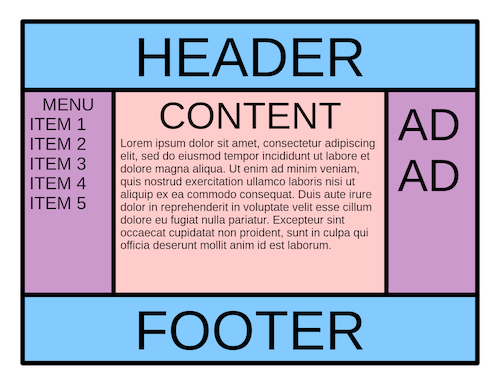 HEADER
MENU
ITEM 1
ITEM 2
ITEM 3
ITEM 4
ITEM 5
CONTENT
Lorem ipsum dolor sit amet, consectetur adipiscing
elit, sed do eiusmod tempor incididunt ut labore et
dolore magna aliqua. Ut enim ad minim veniam,
quis nostrud exercitation ullamco laboris nisi ut
aliquip ex ea commodo consequat. Duis aute irure
dolor in reprehenderit in voluptate velit esse cillum
dolore eu fugiat nulla pariatur. Excepteur sint
occaecat cupidatat non proident, sunt in culpa qui
officia deserunt mollit anim id est laborum.
AD
AD
FOOTER